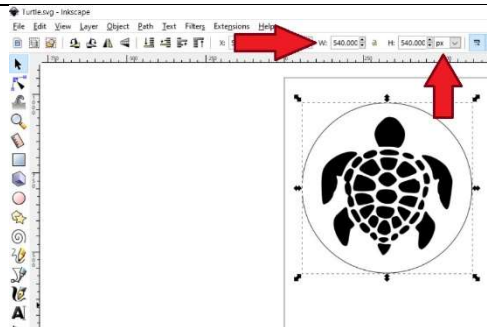 Turtle.svg - Inkscape
File Edit View Layer Object Path Text Filters Extensions Help
X: W: 540.000 H: 540.000 px